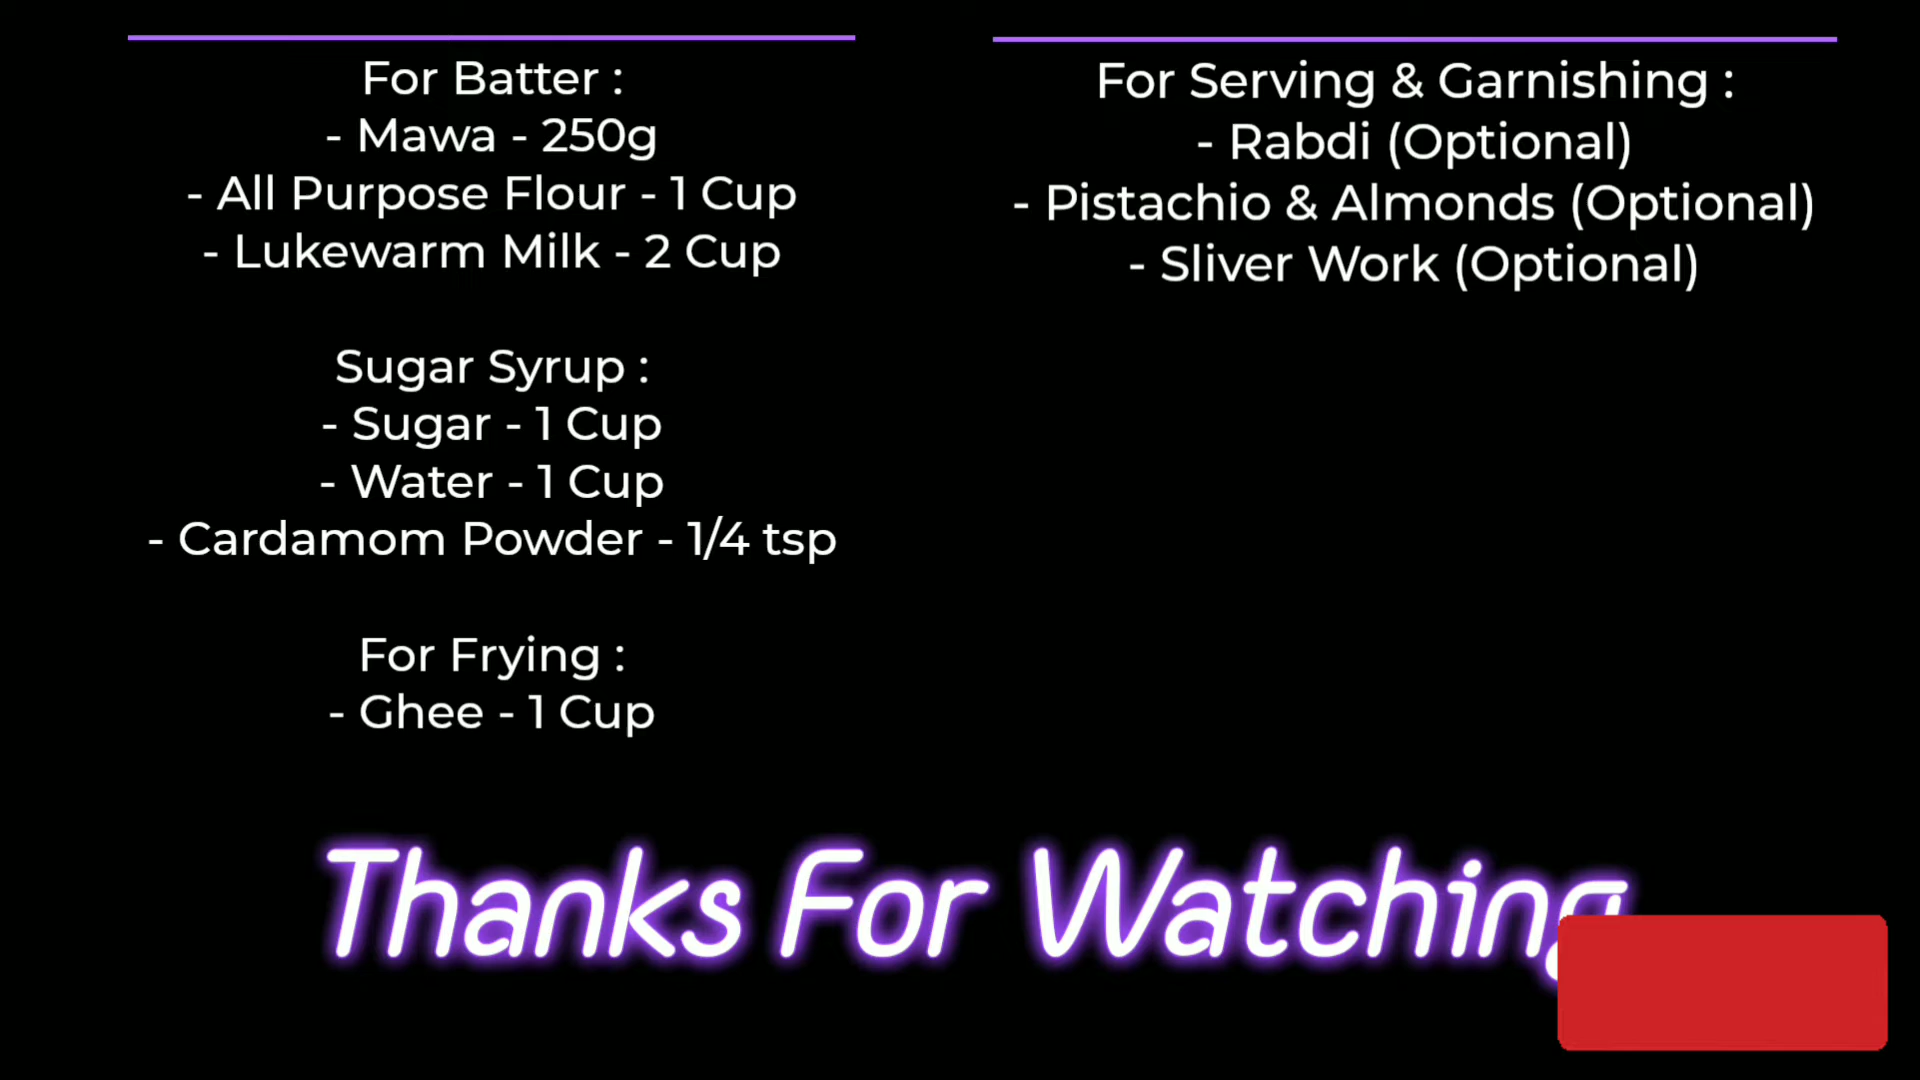 For Batter :
- Mawa - 250g
- All Purpose Flour - 1 Cup
- Lukewarm Milk - 2 Cup
Sugar Syrup :
- Sugar - 1 Cup
- Water - 1 Cup
- Cardamom Powder - 1/4 tsp
For Frying :
- Ghee - 1 Cup
For Serving & Garnishing :
- Rabdi (Optional)
- Pistachio & Almonds (Optional)
- Sliver Work (Optional)
Thanks For Watching